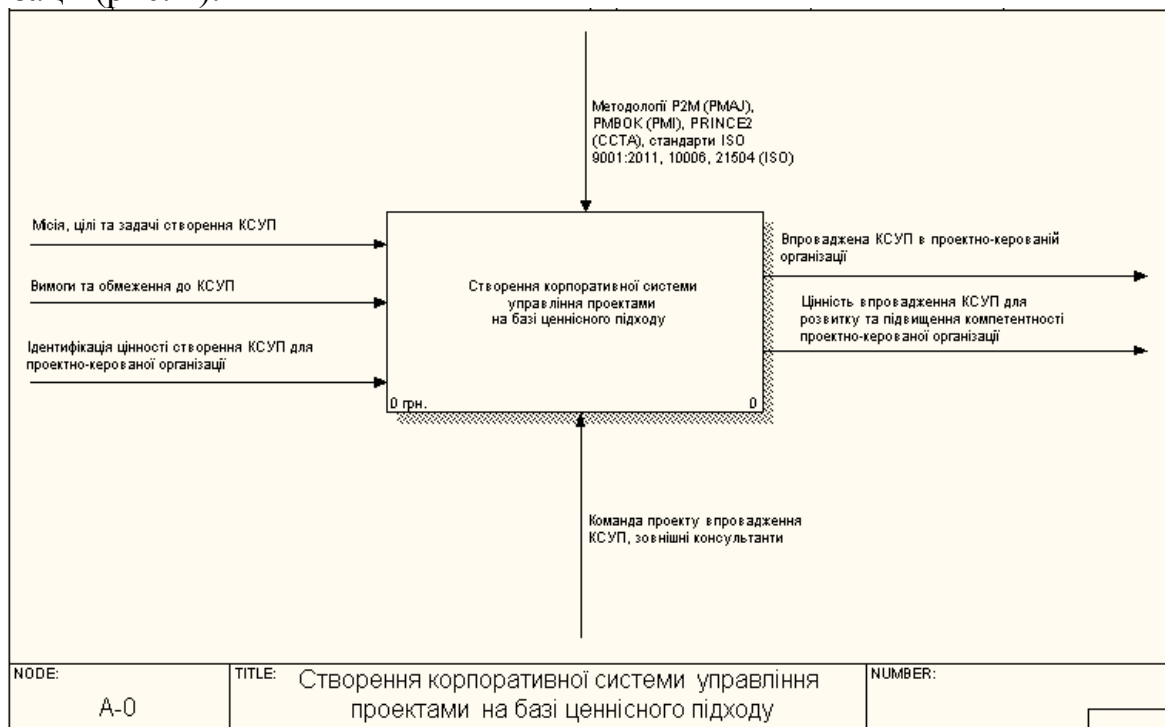 Методології P2M (PMAJ),
PMBOK (PMI), PRINCE2
(CCTA), стандарти ISO
9001:2011, 10006, 21504 (ISO)
Місія, цілі та задачі створення КСУП
Вимоги та обмеження до КСУП
Ідентифікація цінності створення КСУП для
проектно-керованої організації
Створення корпоративної системи
управління проектами
на базі ценнісного підходу
0 грн.
0
Впроваджена КСУП в проектно-керованій
організації
Цінність впровадження КСУП для
розвитку та підвищення компетентності
проектно-керованої організації
Команда проекту впровадження
КСУП, зовнішні консультанти
NODE:
A-0
TITLE:
Створення корпоративної системи управління
проектами на базі ценнісного підходу
NUMBER: